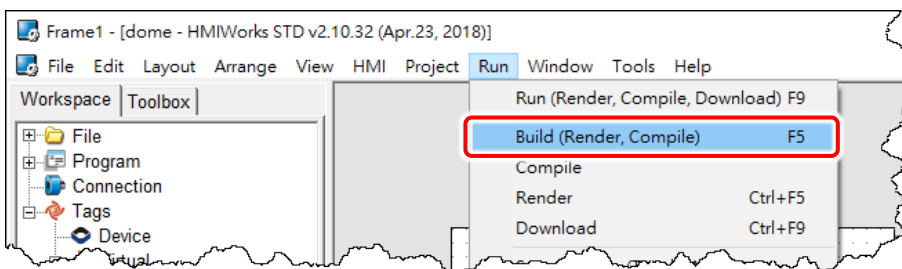 Frame1 - [dome - HMIWorks STD v2.10.32 (Apr.23, 2018)]
File Edit Layout Arrange View HMI Project Run Window Tools Help
Workspace Toolbox
Run (Render, Compile, Download) F9
File
Build (Render, Compile) F5
Program
Compile
Connection
Render Ctrl+F5
Tags
Device
Download Ctrl+F9
Virtual